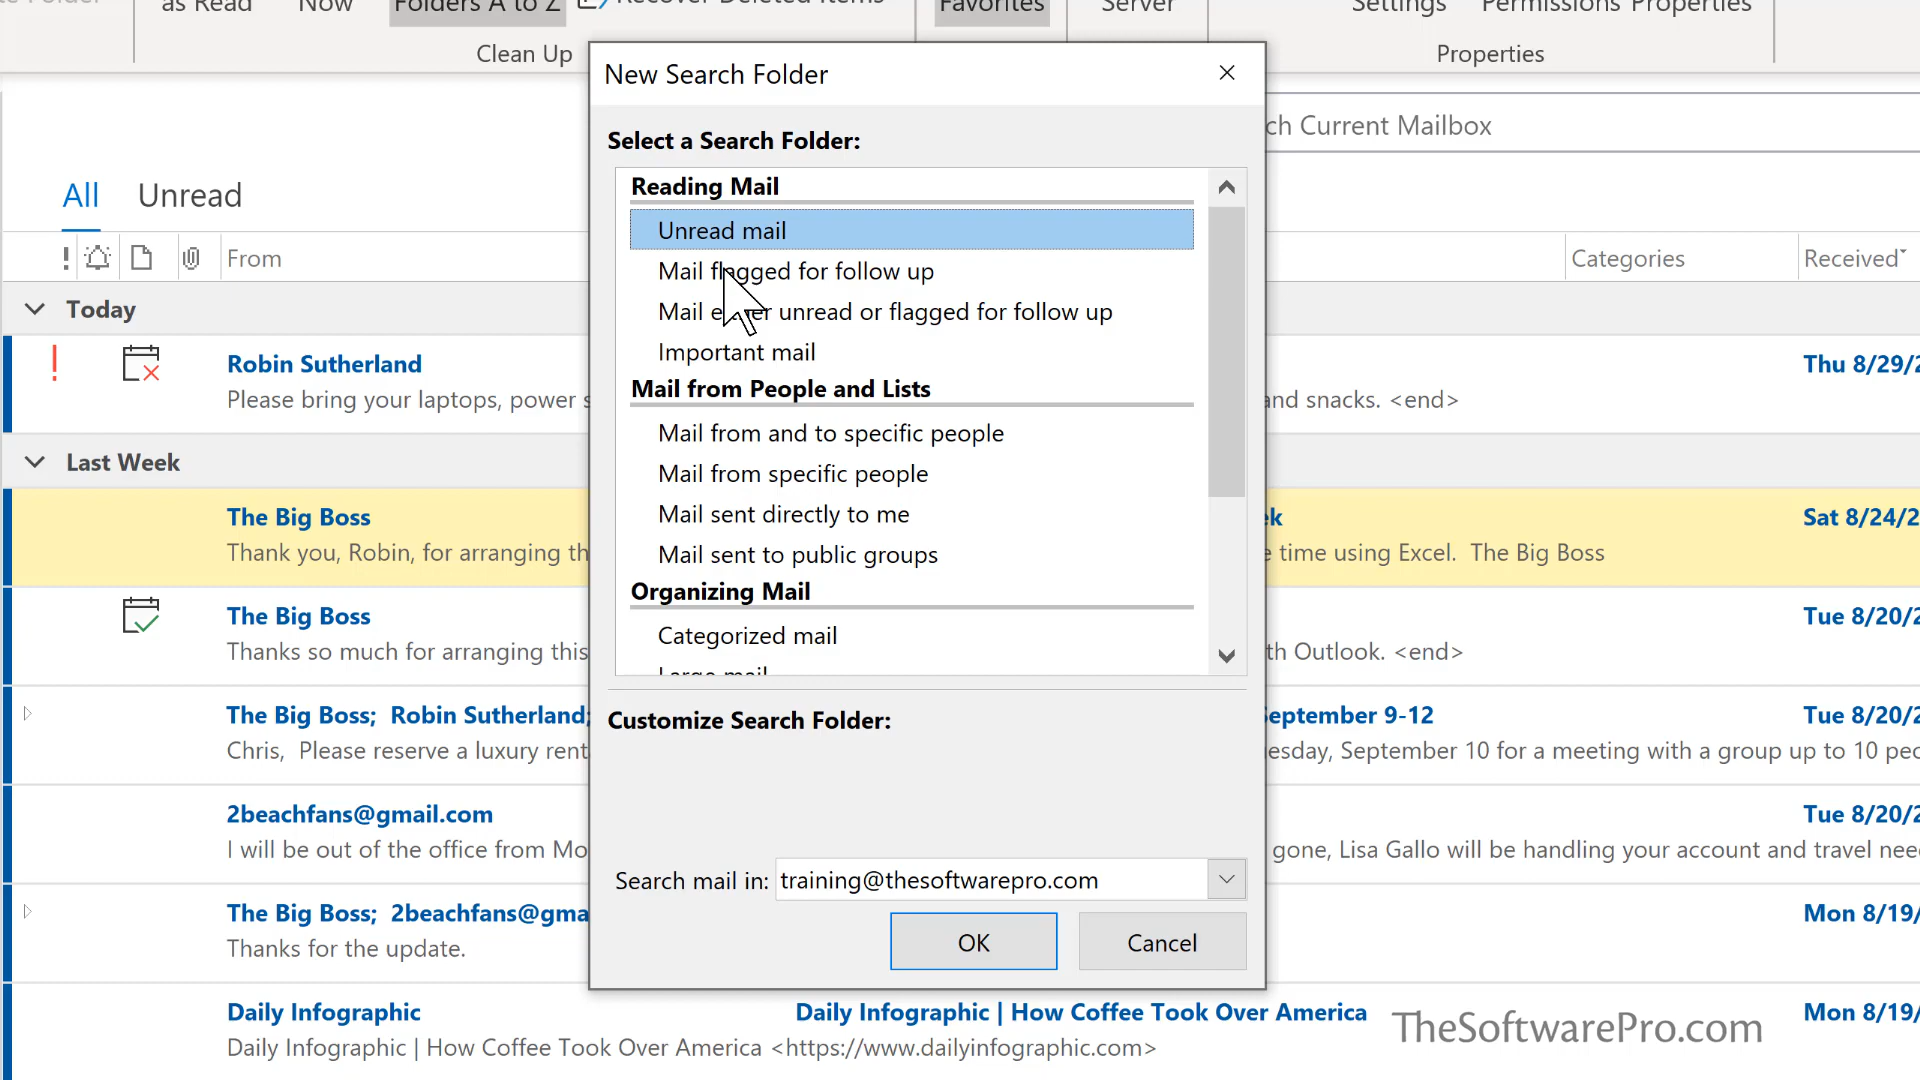 as Read
Now
Folders A to Z
Recover Deleted Items
Favorites
Server
Settings
Permissions
Properties
Clean Up
Properties
New Search Folder
Select a Search Folder:
ch Current Mailbox
Reading Mail
All
Unread
Unread mail
From
Categories
Received
Mail flagged for follow up
Today
Mail either unread or flagged for follow up
Important mail
Robin Sutherland
Thu 8/29/2
Please bring your laptops, power s
and snacks. <end>
Mail from People and Lists
Mail from and to specific people
Last Week
Mail from specific people
Mail sent directly to me
The Big Boss
ek
Sat 8/24/2
Thank you, Robin, for arranging th
e time using Excel. The Big Boss
Mail sent to public groups
Organizing Mail
The Big Boss
Tue 8/20/2
Categorized mail
Thanks so much for arranging this
th Outlook. <end>
Large mail
The Big Boss; Robin Sutherland;
September 9-12
Tue 8/20/2
Customize Search Folder:
Chris, Please reserve a luxury rent
esday, September 10 for a meeting with a group up to 10 peo
2beachfans@gmail.com
Tue 8/20/2
I will be out of the office from Mo
gone, Lisa Gallo will be handling your account and travel nee
Search mail in: training@thesoftwarepro.com
The Big Boss; 2beachfans@gma
Mon 8/19/
OK
Cancel
Thanks for the update.
Daily Infographic
Daily Infographic | How Coffee Took Over America
Mon 8/19/
TheSoftwarePro.com
Daily Infographic | How Coffee Took Over America <https://www.dailyinfographic.com>